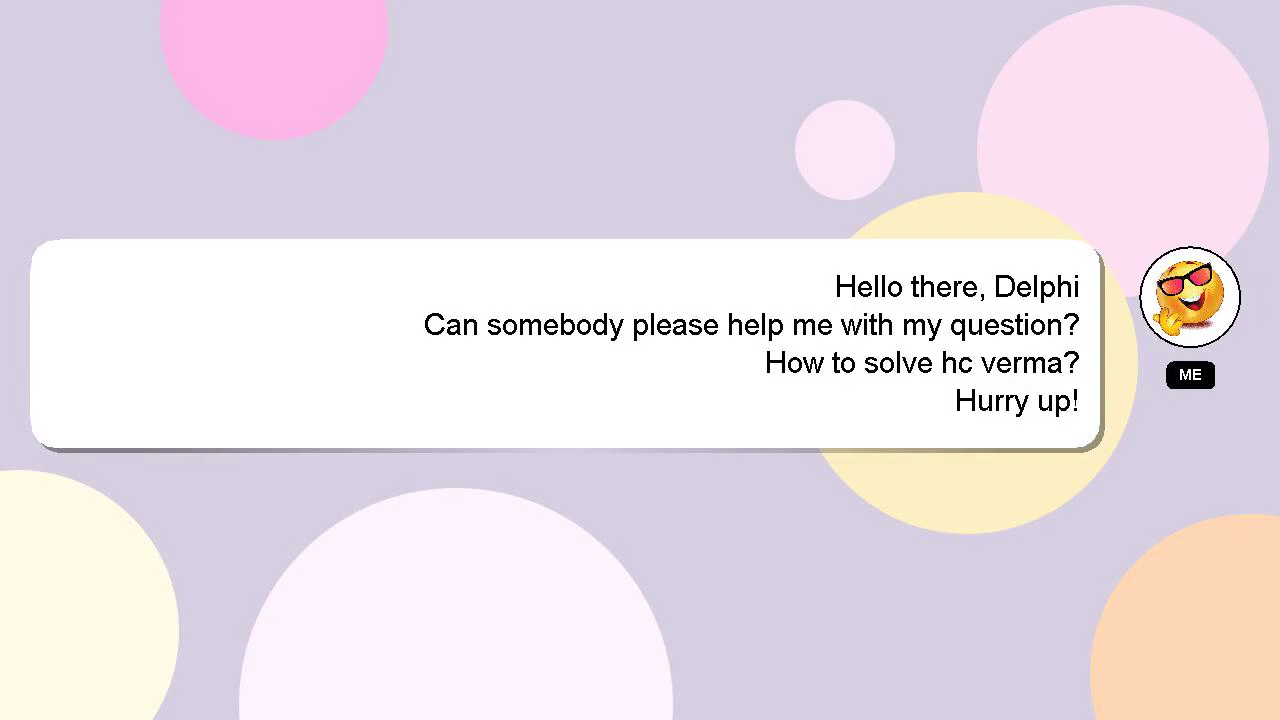 Hello there, Delphi
Can somebody please help me with my question?
How to solve hc verma?
Hurry up!
ME